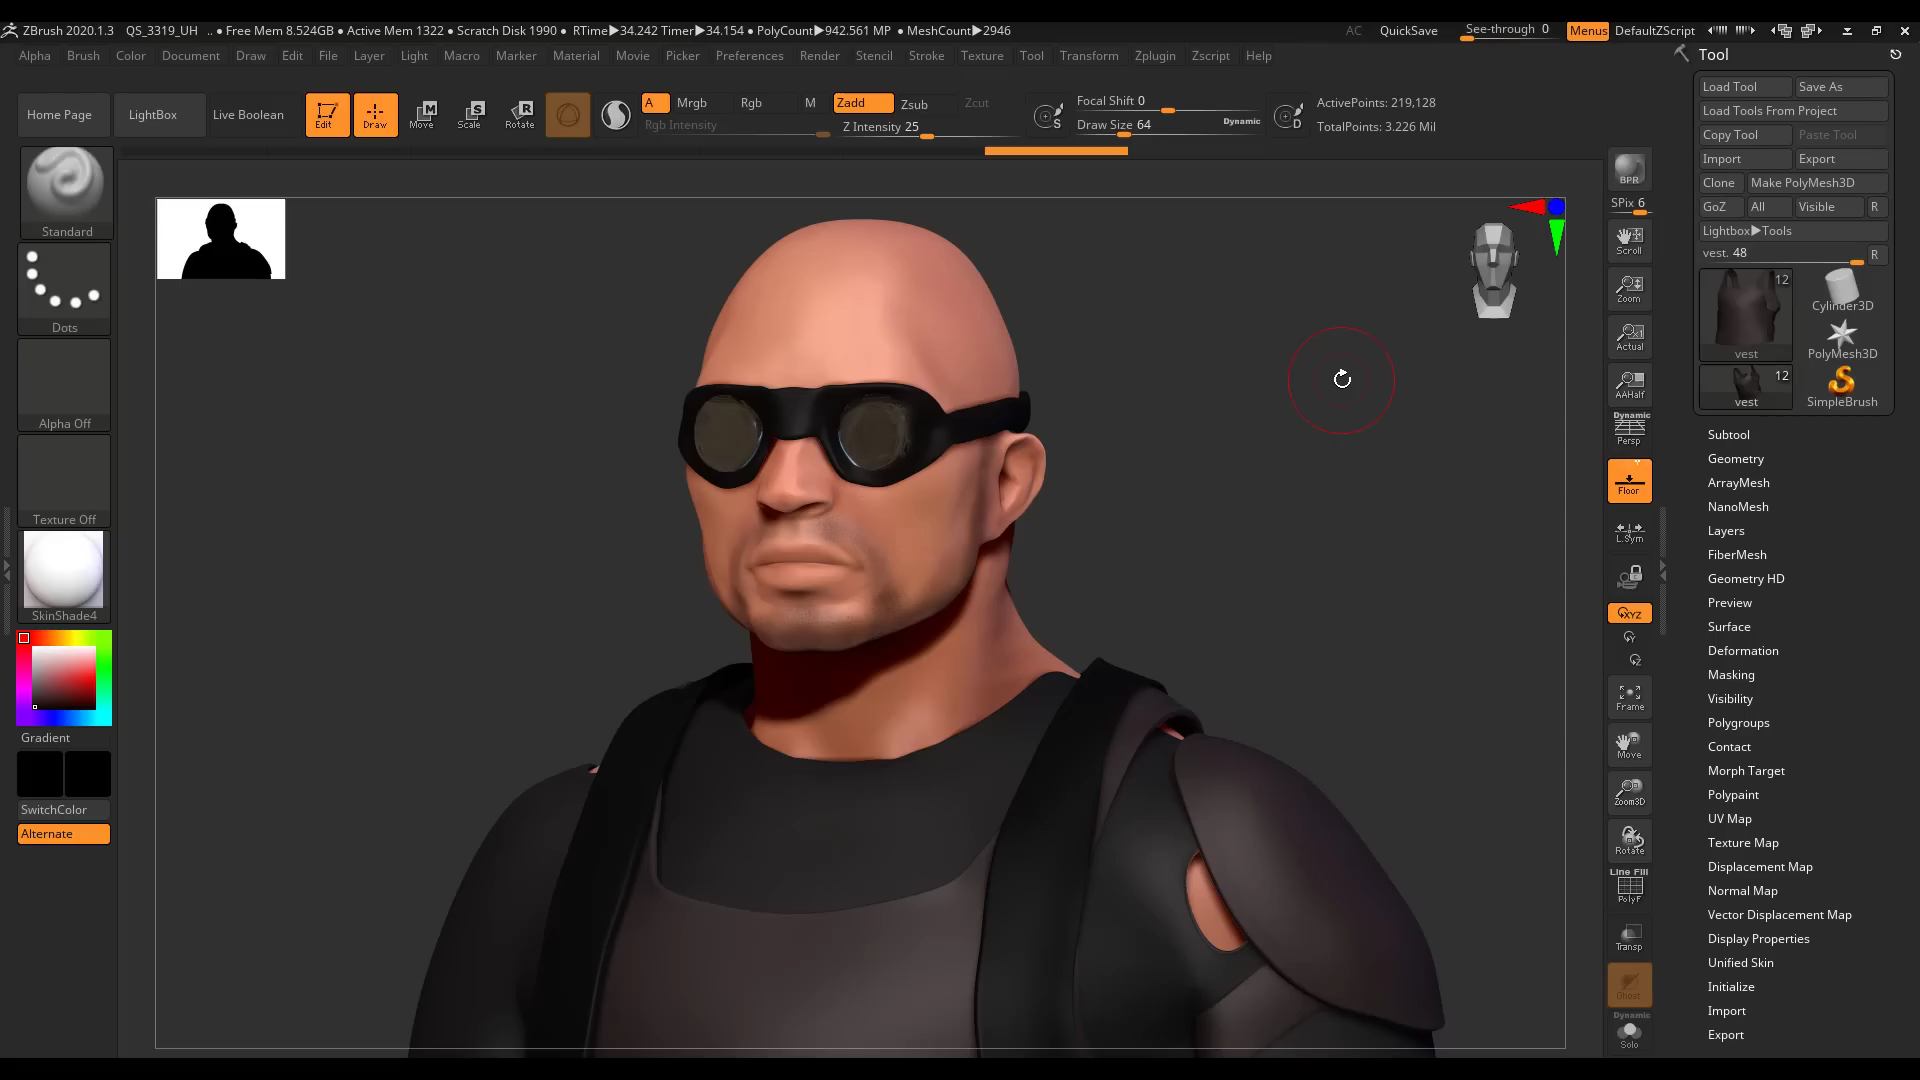 ZBrush 2020.1.3 QS_3319_UH .. • Free Mem 8.524GB • Active Mem 1322 • Scratch Disk 1990 • RTime▶34.242 Timer▶34.154 • PolyCount▶942.561 MP • MeshCount▶2946 AC QuickSave See-through 0 Menus DefaultZScript
Alpha Brush Color Document Draw Edit File Layer Light Macro Marker Material Movie Picker Preferences Render Stencil Stroke Texture Tool Transform Zplugin Zscript Help
Home Page LightBox Live Boolean Edit Draw Move Scale Rotate A Mrgb Rgb M Zadd Zsub Zcut
Rgb Intensity Z Intensity 25
S Focal Shift 0
Draw Size 64 Dynamic D
ActivePoints: 219,128
TotalPoints: 3.226 Mil
Standard
Dots
Alpha Off
Texture Off
SkinShade4
Gradient
SwitchColor
Alternate
BPR
SPix 6
Scroll
Zoom
Actual
AAHalf
Dynamic
Persp
Floor
L.Sym
XYZ
Y
Z
Frame
Move
Zoom3D
Rotate
Line Fill
PolyF
Transp
Ghost
Dynamic
Solo
Tool
Load Tool Save As
Load Tools From Project
Copy Tool Paste Tool
Import Export
Clone Make PolyMesh3D
GoZ All Visible R
Lightbox▶Tools
vest. 48 R
12
vest
Cylinder3D
PolyMesh3D
12
vest
SimpleBrush
Subtool
Geometry
ArrayMesh
NanoMesh
Layers
FiberMesh
Geometry HD
Preview
Surface
Deformation
Masking
Visibility
Polygroups
Contact
Morph Target
Polypaint
UV Map
Texture Map
Displacement Map
Normal Map
Vector Displacement Map
Display Properties
Unified Skin
Initialize
Import
Export